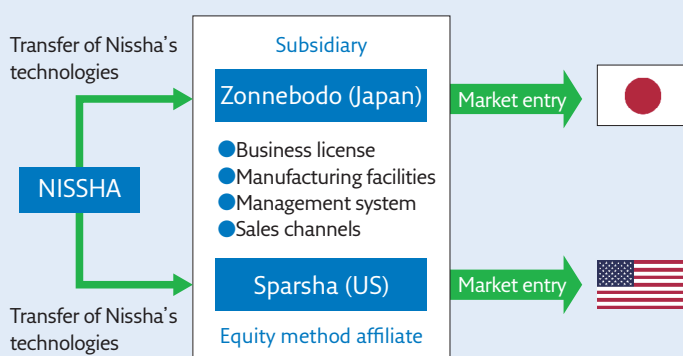 Transfer of Nissha's
technologies
Subsidiary
Zonnebodo (Japan)
Market entry
●Business license
●Manufacturing facilities
●Management system
●Sales channels
NISSHA
Sparsha (US)
Market entry
Transfer of Nissha's
technologies
Equity method affiliate